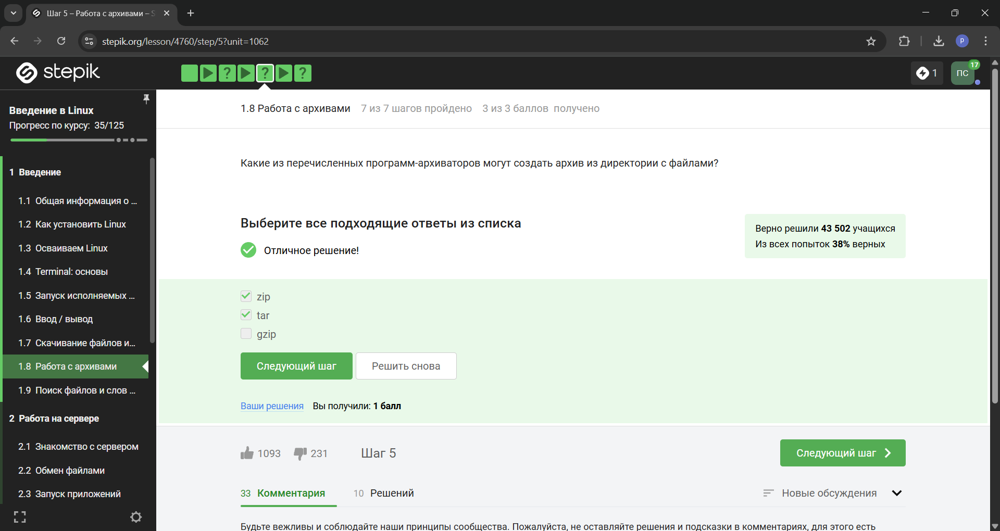 Шаг 5 – Работа с архивами – S
stepik.org/lesson/4760/step/5?unit=1062
P
stepik
?
?
?
1
ПС
17
Введение в Linux
Прогресс по курсу: 35/125
1 Введение
1.1 Общая информация о ...
1.2 Как установить Linux
1.3 Осваиваем Linux
1.4 Terminal: основы
1.5 Запуск исполняемых ...
1.6 Ввод / вывод
1.7 Скачивание файлов и...
1.8 Работа с архивами
1.9 Поиск файлов и слов ...
2 Работа на сервере
2.1 Знакомство с сервером
2.2 Обмен файлами
2.3 Запуск приложений
1.8 Работа с архивами 7 из 7 шагов пройдено 3 из 3 баллов получено
Какие из перечисленных программ-архиваторов могут создать архив из директории с файлами?
Выберите все подходящие ответы из списка
Отличное решение!
Верно решили 43 502 учащихся
Из всех попыток 38% верных
zip
tar
gzip
Следующий шаг
Решить снова
Ваши решения Вы получили: 1 балл
1093 231 Шаг 5
Следующий шаг
33 Комментария 10 Решений
Новые обсуждения
Будьте вежливы и соблюдайте наши принципы сообщества. Пожалуйста, не оставляйте решения и подсказки в комментариях, для этого есть